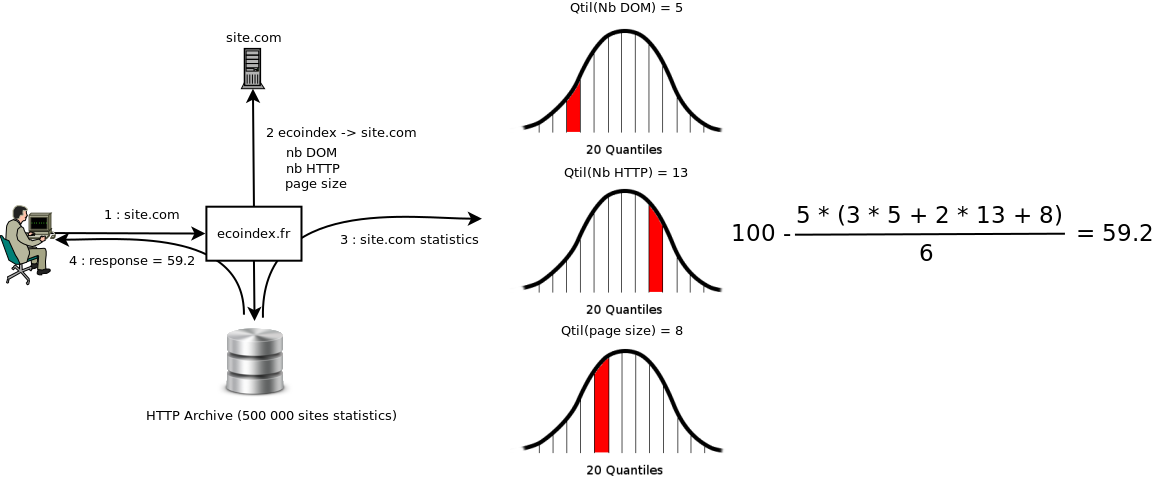 site.com
2 ecoindex -> site.com
nb DOM
nb HTTP
page size
1 : site.com
ecoindex.fr
3 : site.com statistics
4 : response = 59.2
HTTP Archive (500 000 sites statistics)
Qtil(Nb DOM) = 5
20 Quantiles
Qtil(Nb HTTP) = 13
20 Quantiles
Qtil(page size) = 8
20 Quantiles
5 * (3 * 5 + 2 * 13 + 8)
100 - = 59.2
6